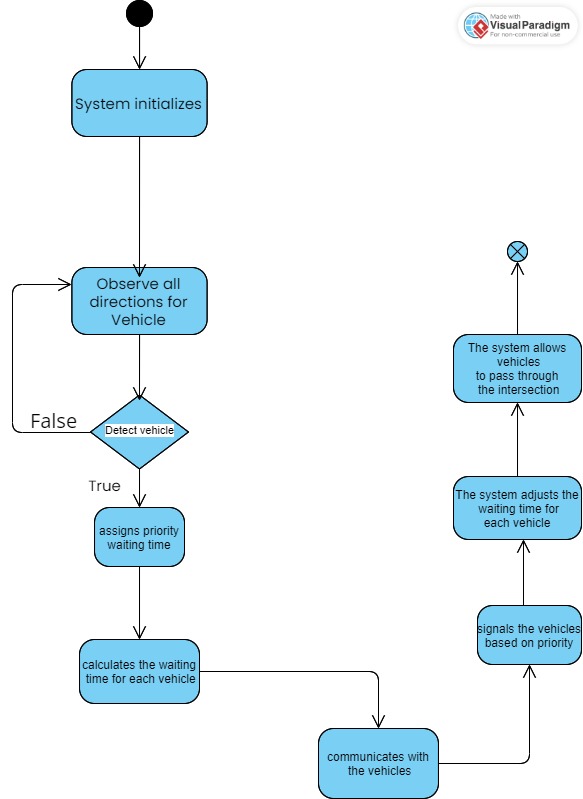 Made with
VisualParadigm
For non-commercial use
System initializes
Observe all
directions for
Vehicle
Detect vehicle
False
True
assigns priority
waiting time
calculates the waiting
time for each vehicle
communicates with
the vehicles
signals the vehicles
based on priority
The system adjusts the
waiting time for
each vehicle
The system allows
vehicles
to pass through
the intersection